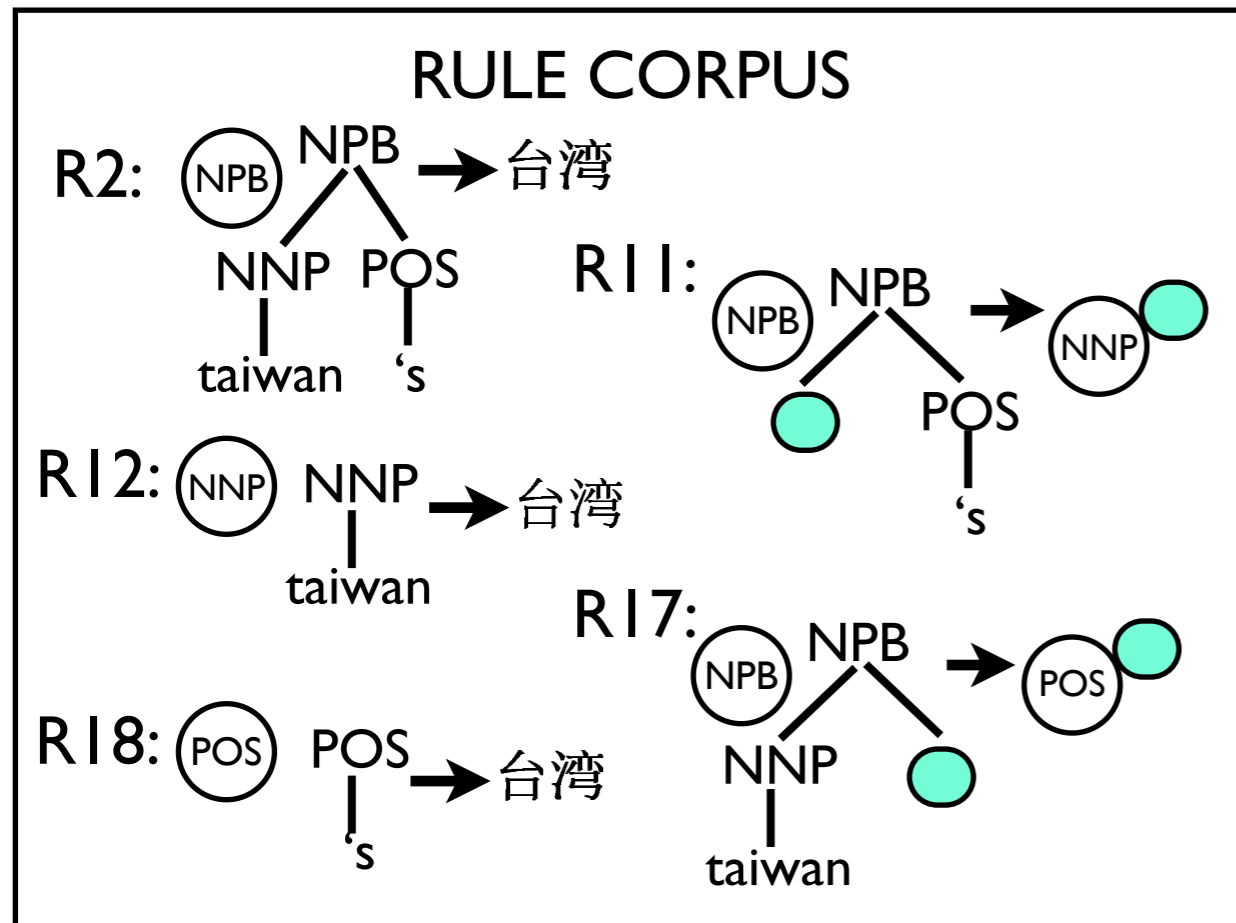 RULE CORPUS
R2: NPB NPB 台湾
NNP POS
taiwan ‘s
R11: NPB NPB NNP
POS
‘s
R12: NNP NNP 台湾
taiwan
R17: NPB NPB POS
NNP
taiwan
R18: POS POS 台湾
‘s